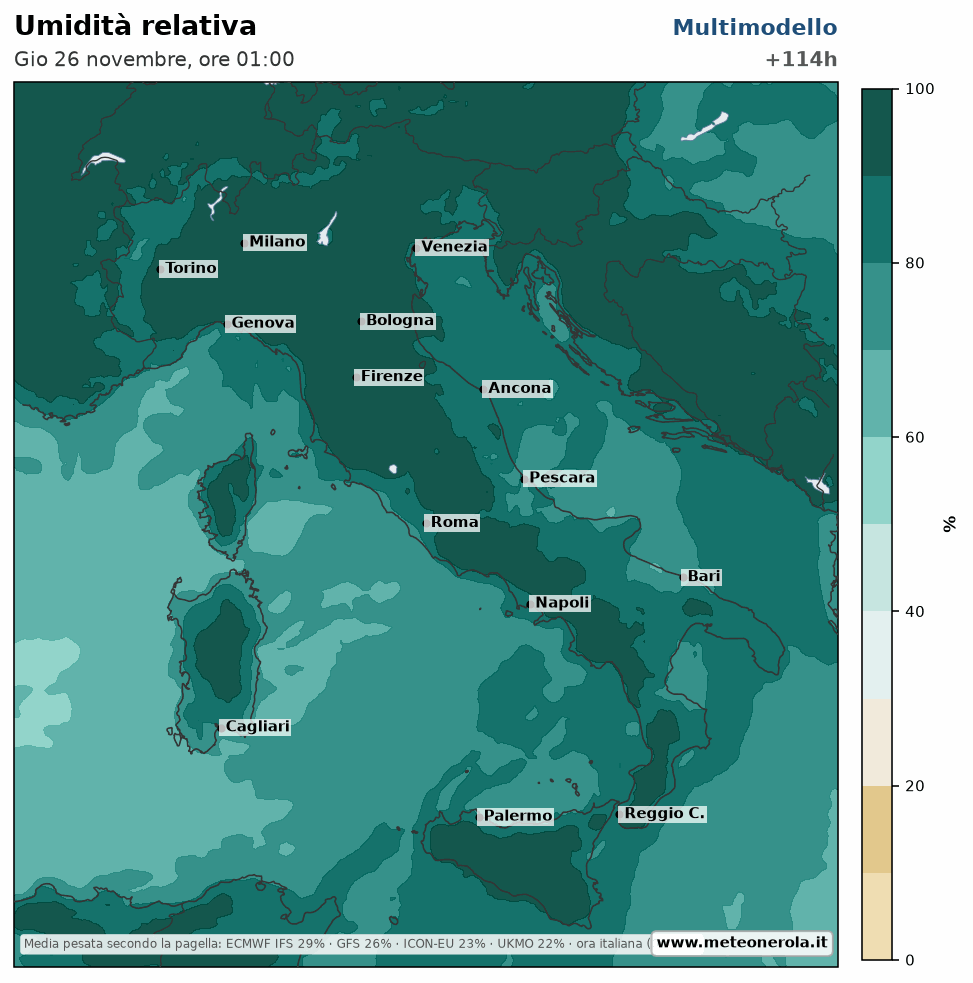 Umidità relativa
Multimodello
Gio 26 novembre, ore 01:00
+114h
100
80
60
40
20
0
%
Milano
Venezia
Torino
Genova
Bologna
Firenze
Ancona
Pescara
Roma
Bari
Napoli
Cagliari
Palermo
Reggio C.
Media pesata secondo la pagella: ECMWF IFS 29% · GFS 26% · ICON-EU 23% · UKMO 22% · ora italiana (
www.meteonerola.it